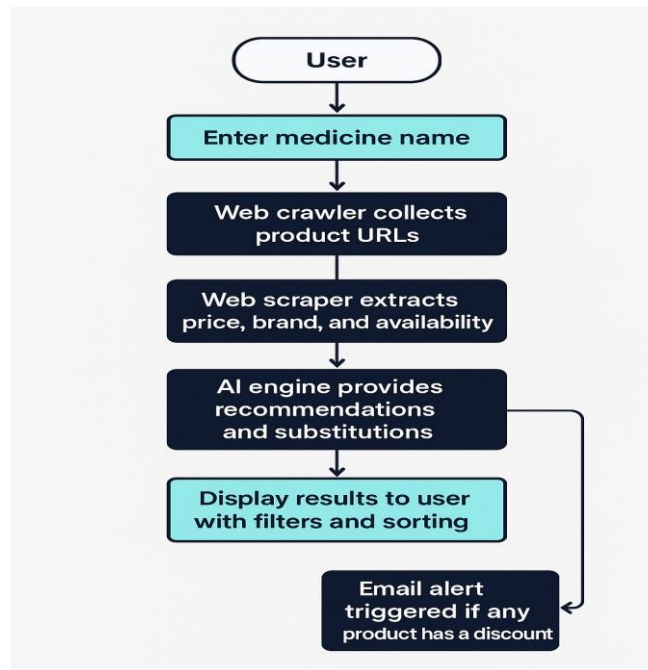 User
Enter medicine name
Web crawler collects
product URLs
Web scraper extracts
price, brand, and availability
AI engine provides
recommendations
and substitutions
Display results to user
with filters and sorting
Email alert
triggered if any
product has a discount